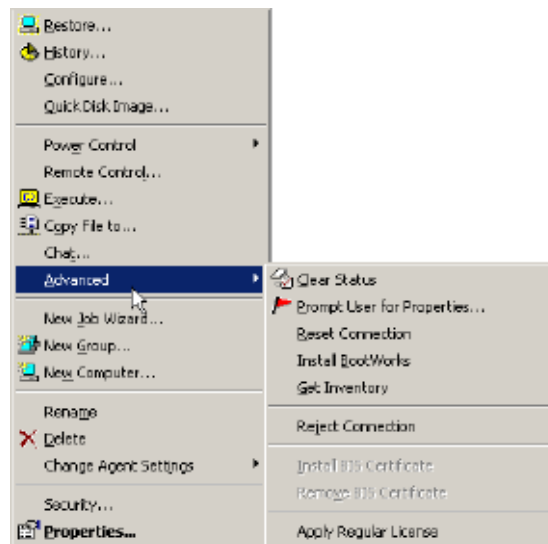 Restore...
History...
Configure...
Quick Disk Image...
Power Control
Remote Control...
Execute...
Copy File to...
Chat...
Advanced
New Job Wizard...
New Group...
New Computer...
Rename
Delete
Change Agent Settings
Security...
Properties...
Clear Status
Prompt User for Properties...
Reset Connection
Install BootWorks
Get Inventory
Reject Connection
Install BIS Certificate
Remove BIS Certificate
Apply Regular License